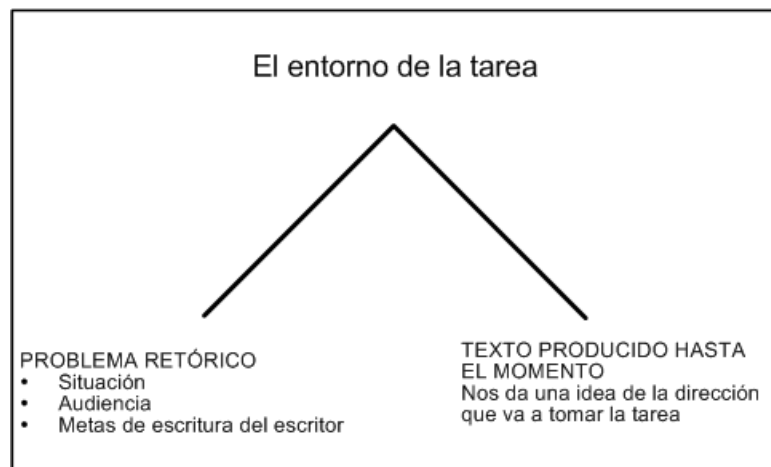 El entorno de la tarea
PROBLEMA RETÓRICO
• Situación
• Audiencia
• Metas de escritura del escritor
TEXTO PRODUCIDO HASTA
EL MOMENTO
Nos da una idea de la dirección
que va a tomar la tarea